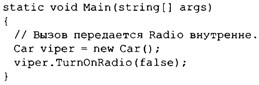 static void Main(string[] args)
{
// Вызов передается Radio внутренне.
Car viper = new Car();
viper.TurnOnRadio(false);
}